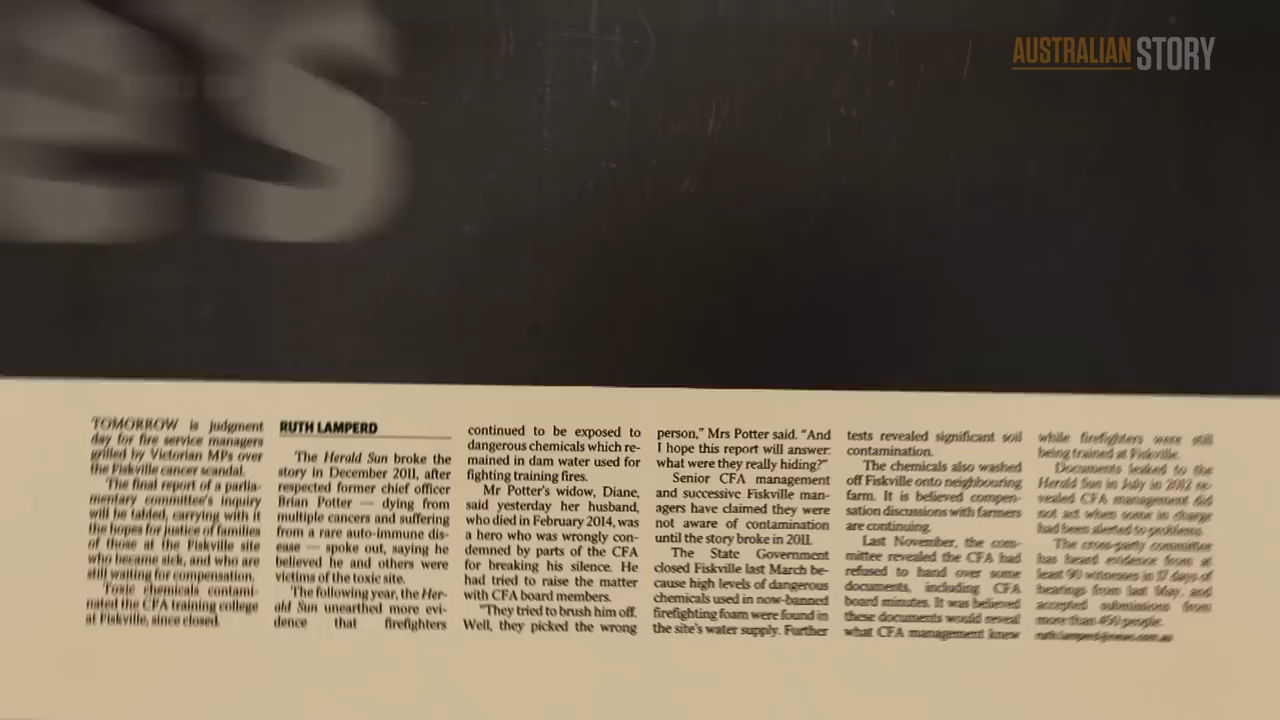 AUSTRALIAN STORY
TOMORROW is judgment
day for fire service managers
grilled by Victorian MPs over
the Fiskville cancer scandal.
The final report of a parlia-
mentary committee's inquiry
will be tabled, carrying with it
the hopes for justice of families
of those at the Fiskville site
who became sick, and who are
still waiting for compensation.
Toxic chemicals contami-
nated the CFA training college
at Fiskville, since closed.
RUTH LAMPERD
The Herald Sun broke the
story in December 2011, after
respected former chief officer
Brian Potter — dying from
multiple cancers and suffering
from a rare auto-immune dis-
ease — spoke out, saying he
believed he and others were
victims of the toxic site.
The following year, the Her-
ald Sun unearthed more evi-
dence that firefighters
continued to be exposed to
dangerous chemicals which re-
mained in dam water used for
fighting training fires.
Mr Potter's widow, Diane,
said yesterday her husband,
who died in February 2014, was
a hero who was wrongly con-
demned by parts of the CFA
for breaking his silence. He
had tried to raise the matter
with CFA board members.
"They tried to brush him off.
Well, they picked the wrong
person," Mrs Potter said. "And
I hope this report will answer:
what were they really hiding?"
Senior CFA management
and successive Fiskville man-
agers have claimed they were
not aware of contamination
until the story broke in 2011.
The State Government
closed Fiskville last March be-
cause high levels of dangerous
chemicals used in now-banned
firefighting foam were found in
the site's water supply. Further
tests revealed significant soil
contamination.
The chemicals also washed
off Fiskville onto neighbouring
farm. It is believed compen-
sation discussions with farmers
are continuing.
Last November, the com-
mittee revealed the CFA had
refused to hand over some
documents, including CFA
board minutes. It was believed
these documents would reveal
what CFA management knew
while firefighters were still
being trained at Fiskville.
Documents leaked to the
Herald Sun in July in 2012 re-
vealed CFA management did
not act when some in charge
had been alerted to problems.
The cross-party committee
has heard evidence from at
least 90 witnesses in 17 days of
hearings from last May, and
accepted submissions from
more than 450 people.
ruth.lamperd@news.com.au